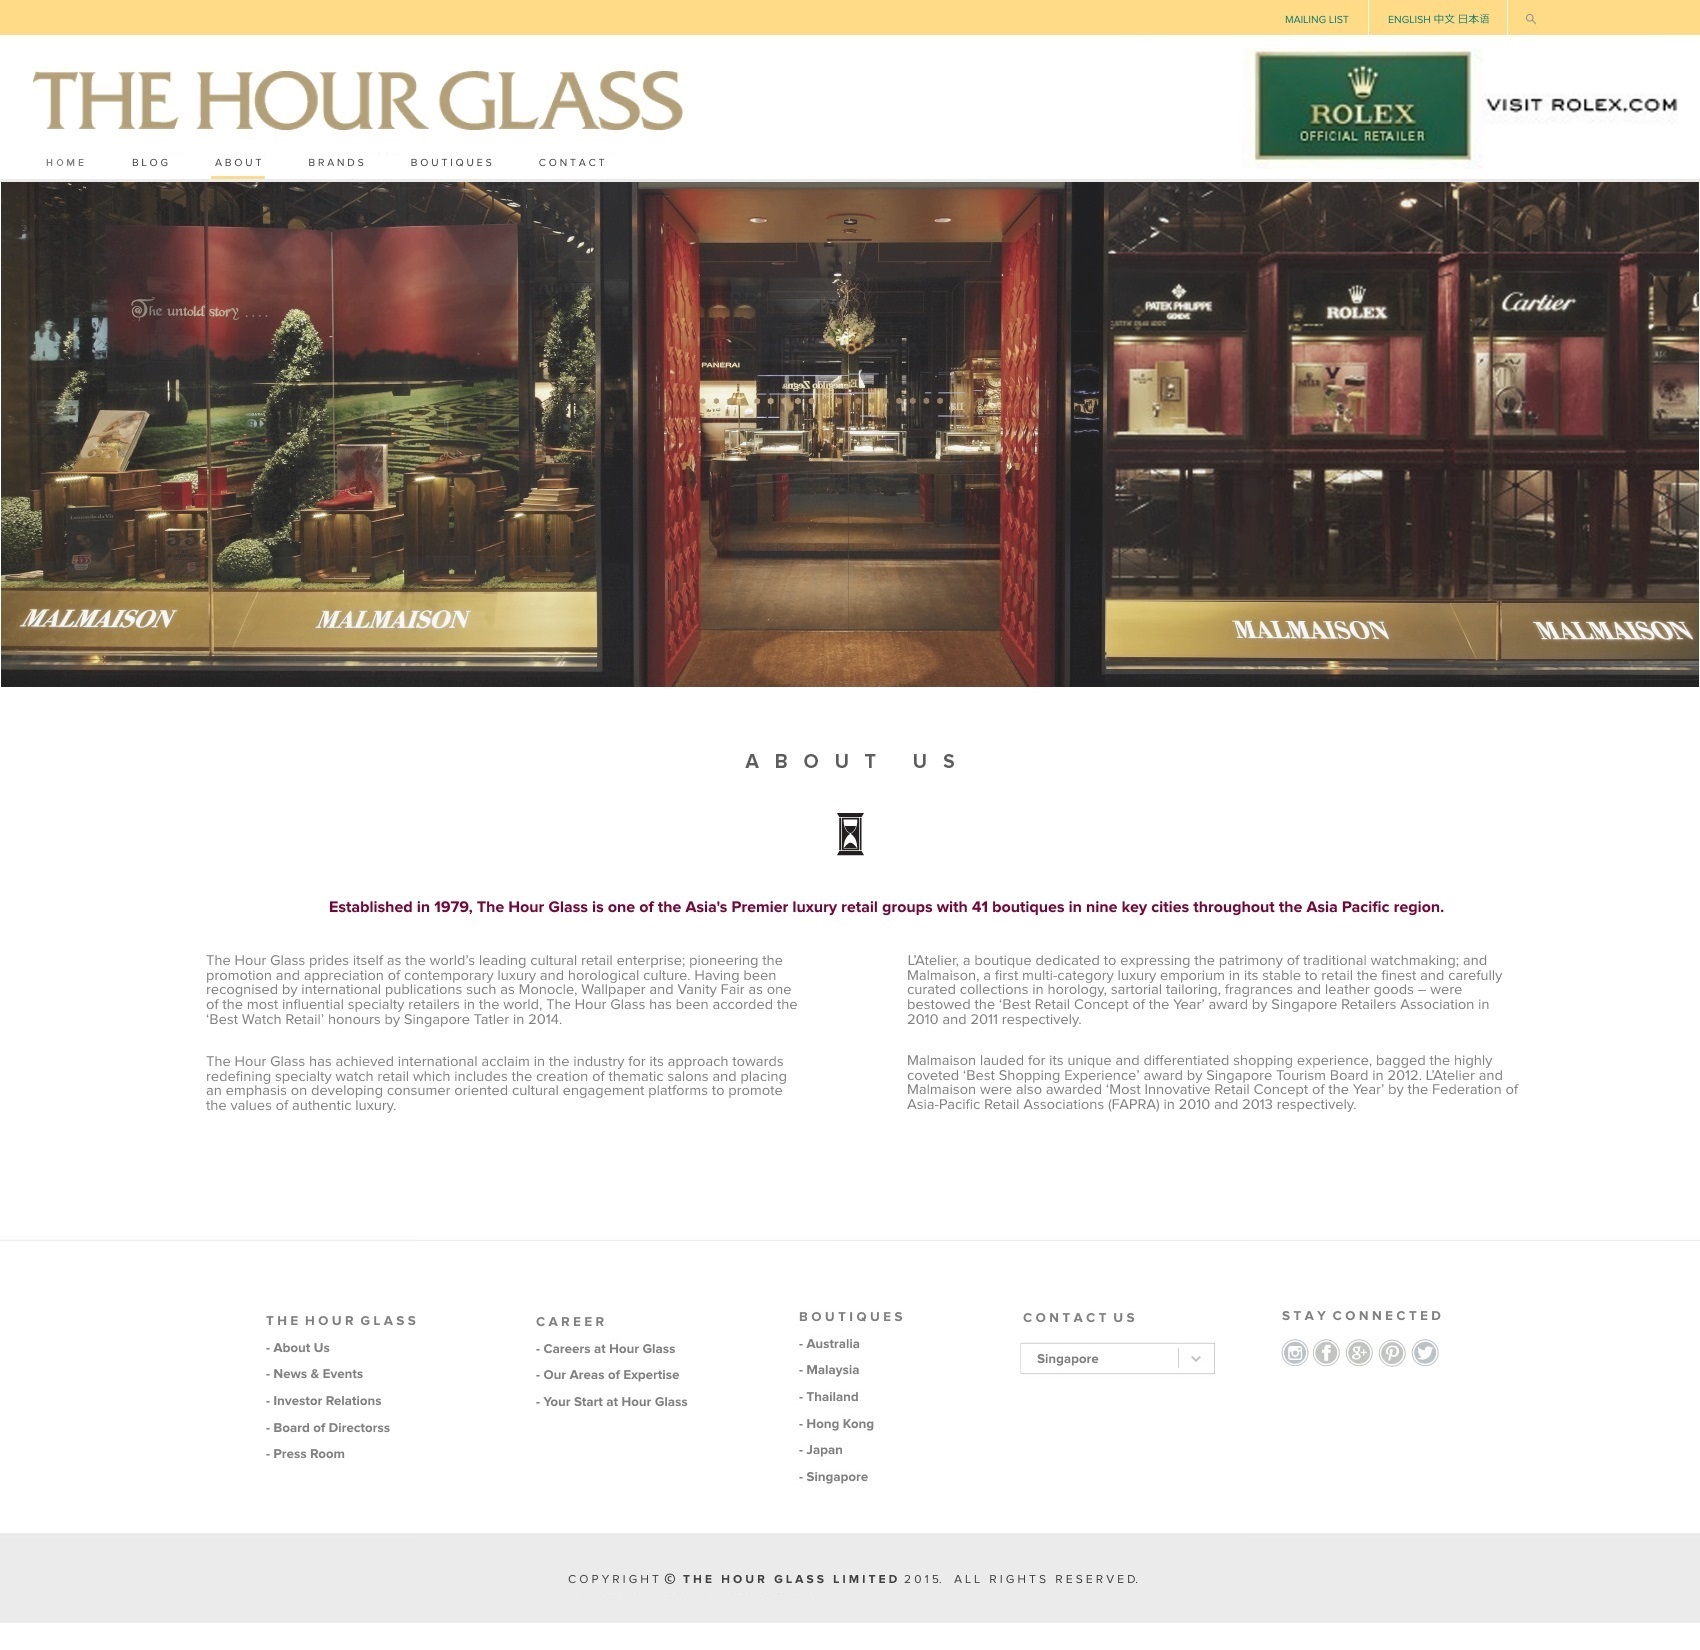 MAILING LIST
ENGLISH 中文 日本语
THE HOUR GLASS
ROLEX
OFFICIAL RETAILER
VISIT ROLEX.COM
HOME
BLOG
ABOUT
BRANDS
BOUTIQUES
CONTACT
The untold story ....
PANERAI
PATEK PHILIPPE
GENEVE
ROLEX
Cartier
MALMAISON
MALMAISON
MALMAISON
MALMAISON
ABOUT US
Established in 1979, The Hour Glass is one of the Asia's Premier luxury retail groups with 41 boutiques in nine key cities throughout the Asia Pacific region.
The Hour Glass prides itself as the world’s leading cultural retail enterprise; pioneering the
promotion and appreciation of contemporary luxury and horological culture. Having been
recognised by international publications such as Monocle, Wallpaper and Vanity Fair as one
of the most influential specialty retailers in the world, The Hour Glass has been accorded the
‘Best Watch Retail’ honours by Singapore Tatler in 2014.
The Hour Glass has achieved international acclaim in the industry for its approach towards
redefining specialty watch retail which includes the creation of thematic salons and placing
an emphasis on developing consumer oriented cultural engagement platforms to promote
the values of authentic luxury.
L’Atelier, a boutique dedicated to expressing the patrimony of traditional watchmaking; and
Malmaison, a first multi-category luxury emporium in its stable to retail the finest and carefully
curated collections in horology, sartorial tailoring, fragrances and leather goods – were
bestowed the ‘Best Retail Concept of the Year’ award by Singapore Retailers Association in
2010 and 2011 respectively.
Malmaison lauded for its unique and differentiated shopping experience, bagged the highly
coveted ‘Best Shopping Experience’ award by Singapore Tourism Board in 2012. L’Atelier and
Malmaison were also awarded ‘Most Innovative Retail Concept of the Year’ by the Federation of
Asia-Pacific Retail Associations (FAPRA) in 2010 and 2013 respectively.
THE HOUR GLASS
- About Us
- News & Events
- Investor Relations
- Board of Directorss
- Press Room
CAREER
- Careers at Hour Glass
- Our Areas of Expertise
- Your Start at Hour Glass
BOUTIQUES
- Australia
- Malaysia
- Thailand
- Hong Kong
- Japan
- Singapore
CONTACT US
Singapore
STAY CONNECTED
COPYRIGHT © THE HOUR GLASS LIMITED 2015. ALL RIGHTS RESERVED.